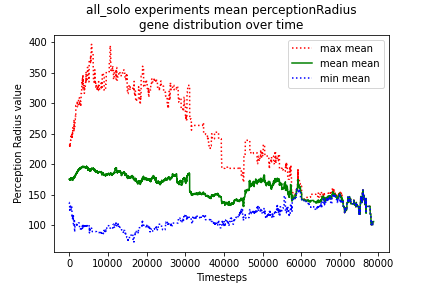 all_solo experiments mean perceptionRadius
gene distribution over time
max mean
mean mean
min mean
Perception Radius value
400
350
300
250
200
150
100
0
10000
20000
30000
40000
50000
60000
70000
80000
Timesteps